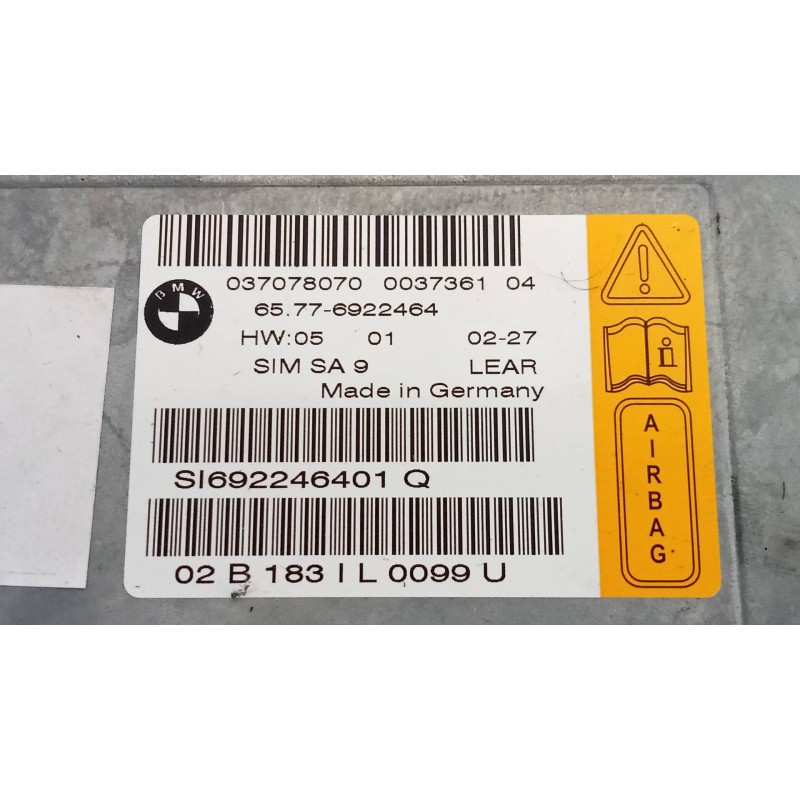 BMW
037078070 0037361 04
65.77-6922464
HW:05 01 02-27
SIM SA 9 LEAR
Made in Germany
SI692246401 Q
02 B 183 I L 0099 U
AIRBAG